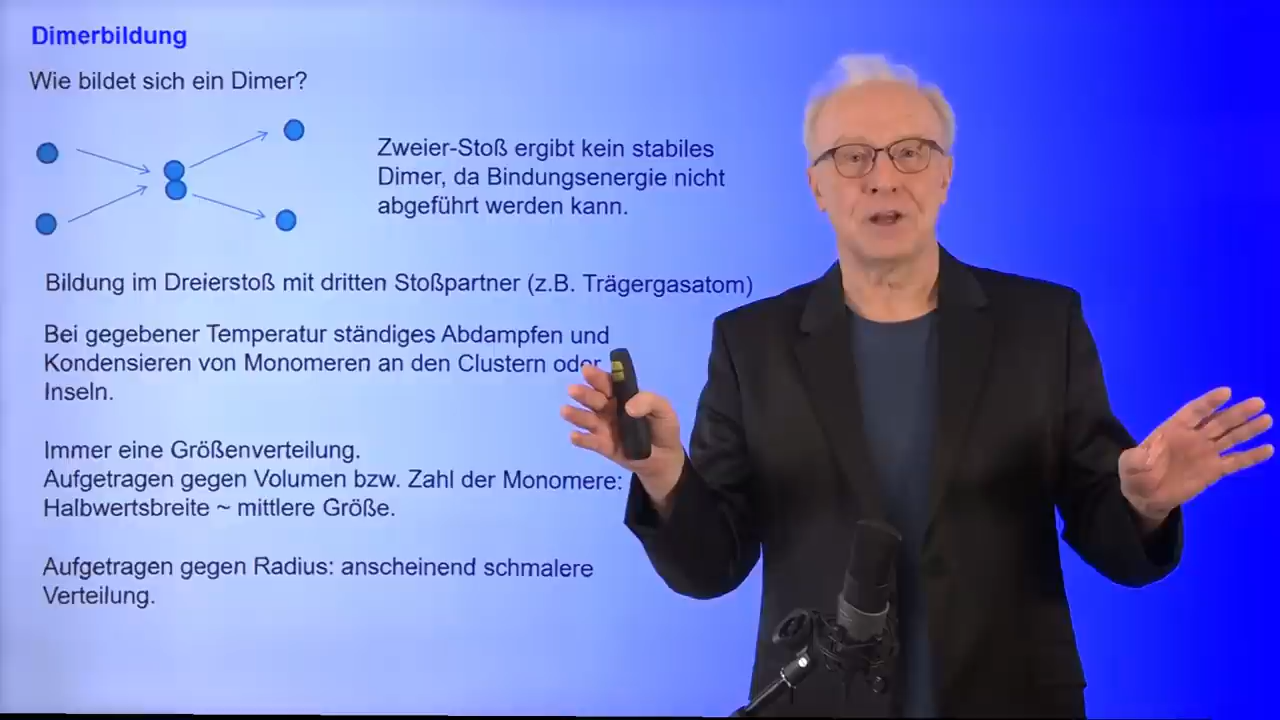 Dimerbildung
Wie bildet sich ein Dimer?
Zweier-Stoß ergibt kein stabiles
Dimer, da Bindungsenergie nicht
abgeführt werden kann.
Bildung im Dreierstoß mit dritten Stoßpartner (z.B. Trägergasatom)
Bei gegebener Temperatur ständiges Abdampfen und
Kondensieren von Monomeren an den Clustern oder
Inseln.
Immer eine Größenverteilung.
Aufgetragen gegen Volumen bzw. Zahl der Monomere:
Halbwertsbreite ~ mittlere Größe.
Aufgetragen gegen Radius: anscheinend schmalere
Verteilung.